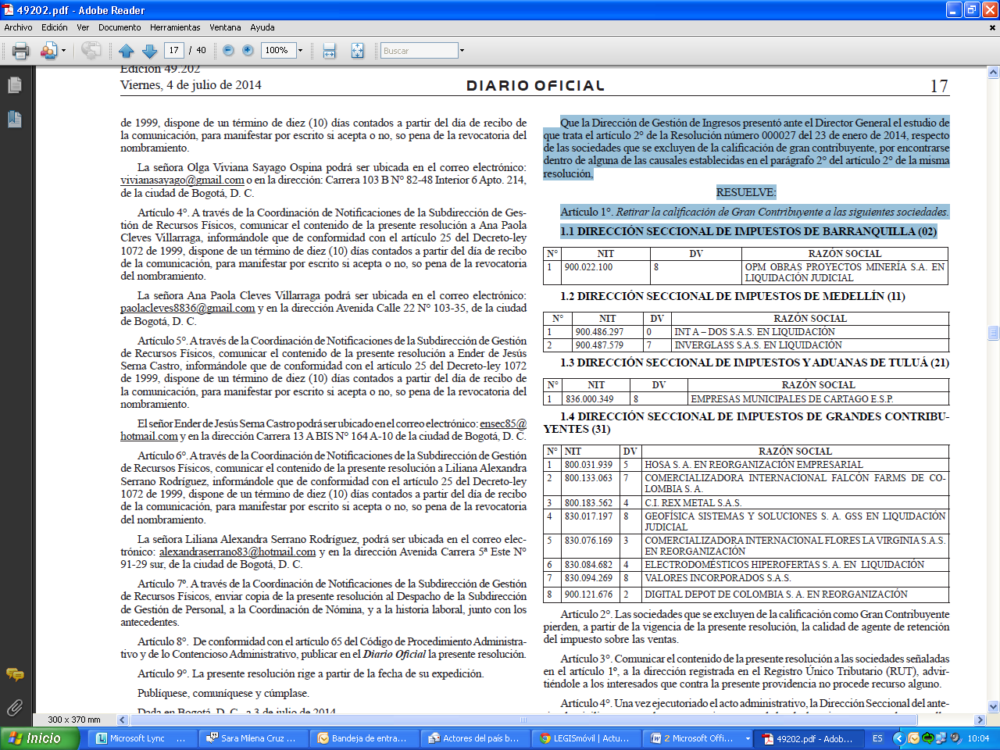 49202.pdf - Adobe Reader
Archivo Edición Ver Documento Herramientas Ventana Ayuda
17 / 40 100% Buscar
Edición 49.202
Viernes, 4 de julio de 2014
DIARIO OFICIAL
17
de 1999, dispone de un término de diez (10) días contados a partir del día de recibo de
la comunicación, para manifestar por escrito si acepta o no, so pena de la revocatoria del
nombramiento.
La señora Olga Viviana Sayago Ospina podrá ser ubicada en el correo electrónico:
vivianasayago@gmail.com o en la dirección: Carrera 103 B N° 82-48 Interior 6 Apto. 214,
de la ciudad de Bogotá, D. C.
Artículo 4°. A través de la Coordinación de Notificaciones de la Subdirección de Ges-
tión de Recursos Físicos, comunicar el contenido de la presente resolución a Ana Paola
Cleves Villarraga, informándole que de conformidad con el artículo 25 del Decreto-ley
1072 de 1999, dispone de un término de diez (10) días contados a partir del día de recibo
de la comunicación, para manifestar por escrito si acepta o no, so pena de la revocatoria
del nombramiento.
La señora Ana Paola Cleves Villarraga podrá ser ubicada en el correo electrónico:
paolacleves8836@gmail.com y en la dirección Avenida Calle 22 N° 103-35, de la ciudad
de Bogotá, D. C.
Artículo 5°. A través de la Coordinación de Notificaciones de la Subdirección de Gestión
de Recursos Físicos, comunicar el contenido de la presente resolución a Ender de Jesús
Serna Castro, informándole que de conformidad con el artículo 25 del Decreto-ley 1072
de 1999, dispone de un término de diez (10) días contados a partir del día de recibo de
la comunicación, para manifestar por escrito si acepta o no, so pena de la revocatoria del
nombramiento.
El señor Ender de Jesús Serna Castro podrá ser ubicado en el correo electrónico: ensec85@
hotmail.com y en la dirección Carrera 13 A BIS N° 164 A-10 de la ciudad de Bogotá, D. C.
Artículo 6°. A través de la Coordinación de Notificaciones de la Subdirección de Gestión
de Recursos Físicos, comunicar el contenido de la presente resolución a Liliana Alexandra
Serrano Rodríguez, informándole que de conformidad con el artículo 25 del Decreto-ley
1072 de 1999, dispone de un término de diez (10) días contados a partir del día de recibo
de la comunicación, para manifestar por escrito si acepta o no, so pena de la revocatoria
del nombramiento.
La señora Liliana Alexandra Serrano Rodríguez, podrá ser ubicada en el correo elec-
trónico: alexandraserrano83@hotmail.com y en la dirección Avenida Carrera 5ª Este N°
91-29 sur, de la ciudad de Bogotá, D. C.
Artículo 7º. A través de la Coordinación de Notificaciones de la Subdirección de Gestión
de Recursos Físicos, enviar copia de la presente resolución al Despacho de la Subdirección
de Gestión de Personal, a la Coordinación de Nómina, y a la historia laboral, junto con los
antecedentes.
Artículo 8°. De conformidad con el artículo 65 del Código de Procedimiento Administra-
tivo y de lo Contencioso Administrativo, publicar en el Diario Oficial la presente resolución.
Artículo 9°. La presente resolución rige a partir de la fecha de su expedición.
Publíquese, comuníquese y cúmplase.
Dada en Bogotá, D. C., a 3 de julio de 2014.
Que la Dirección de Gestión de Ingresos presentó ante el Director General el estudio de
que trata el artículo 2° de la Resolución número 000027 del 23 de enero de 2014, respecto
de las sociedades que se excluyen de la calificación de gran contribuyente, por encontrarse
dentro de alguna de las causales establecidas en el parágrafo 2° del artículo 2° de la misma
resolución,
RESUELVE:
Artículo 1°. Retirar la calificación de Gran Contribuyente a las siguientes sociedades.
1.1 DIRECCIÓN SECCIONAL DE IMPUESTOS DE BARRANQUILLA (02)
N° NIT DV RAZÓN SOCIAL
1 900.022.100 8 OPM OBRAS PROYECTOS MINERÍA S.A. EN
LIQUIDACIÓN JUDICIAL
1.2 DIRECCIÓN SECCIONAL DE IMPUESTOS DE MEDELLÍN (11)
N° NIT DV RAZÓN SOCIAL
1 900.486.297 0 INT A – DOS S.A.S. EN LIQUIDACIÓN
2 900.487.579 7 INVERGLASS S.A.S. EN LIQUIDACIÓN
1.3 DIRECCIÓN SECCIONAL DE IMPUESTOS Y ADUANAS DE TULUÁ (21)
N° NIT DV RAZÓN SOCIAL
1 836.000.349 8 EMPRESAS MUNICIPALES DE CARTAGO E.S.P.
1.4 DIRECCIÓN SECCIONAL DE IMPUESTOS DE GRANDES CONTRIBU-
YENTES (31)
N° NIT DV RAZÓN SOCIAL
1 800.031.939 5 HOSA S. A. EN REORGANIZACIÓN EMPRESARIAL
2 800.133.063 7 COMERCIALIZADORA INTERNACIONAL FALCÓN FARMS DE CO-
LOMBIA S. A.
3 800.183.562 4 C.I. REX METAL S.A.S.
4 830.017.197 8 GEOFÍSICA SISTEMAS Y SOLUCIONES S. A. GSS EN LIQUIDACIÓN
JUDICIAL
5 830.076.169 3 COMERCIALIZADORA INTERNACIONAL FLORES LA VIRGINIA S.A.S.
EN REORGANIZACIÓN
6 830.084.682 4 ELECTRODOMÉSTICOS HIPEROFERTAS S. A. EN LIQUIDACIÓN
7 830.094.269 8 VALORES INCORPORADOS S.A.S.
8 900.121.676 2 DIGITAL DEPOT DE COLOMBIA S. A. EN REORGANIZACIÓN
Artículo 2°. Las sociedades que se excluyen de la calificación como Gran Contribuyente
pierden, a partir de la vigencia de la presente resolución, la calidad de agente de retención
del impuesto sobre las ventas.
Artículo 3°. Comunicar el contenido de la presente resolución a las sociedades señaladas
en el artículo 1º, a la dirección registrada en el Registro Único Tributario (RUT), advir-
tiéndole a los interesados que contra la presente providencia no procede recurso alguno.
Artículo 4°. Una vez ejecutoriado el acto administrativo, la Dirección Seccional del ante-
300 x 370 mm
Inicio
Microsoft Lync ...
Sara Milena Cruz ...
Bandeja de entra...
Actores del país b...
LEGISmóvil | Actu...
2 Microsoft Offi...
49202.pdf - Adob...
ES
10:04